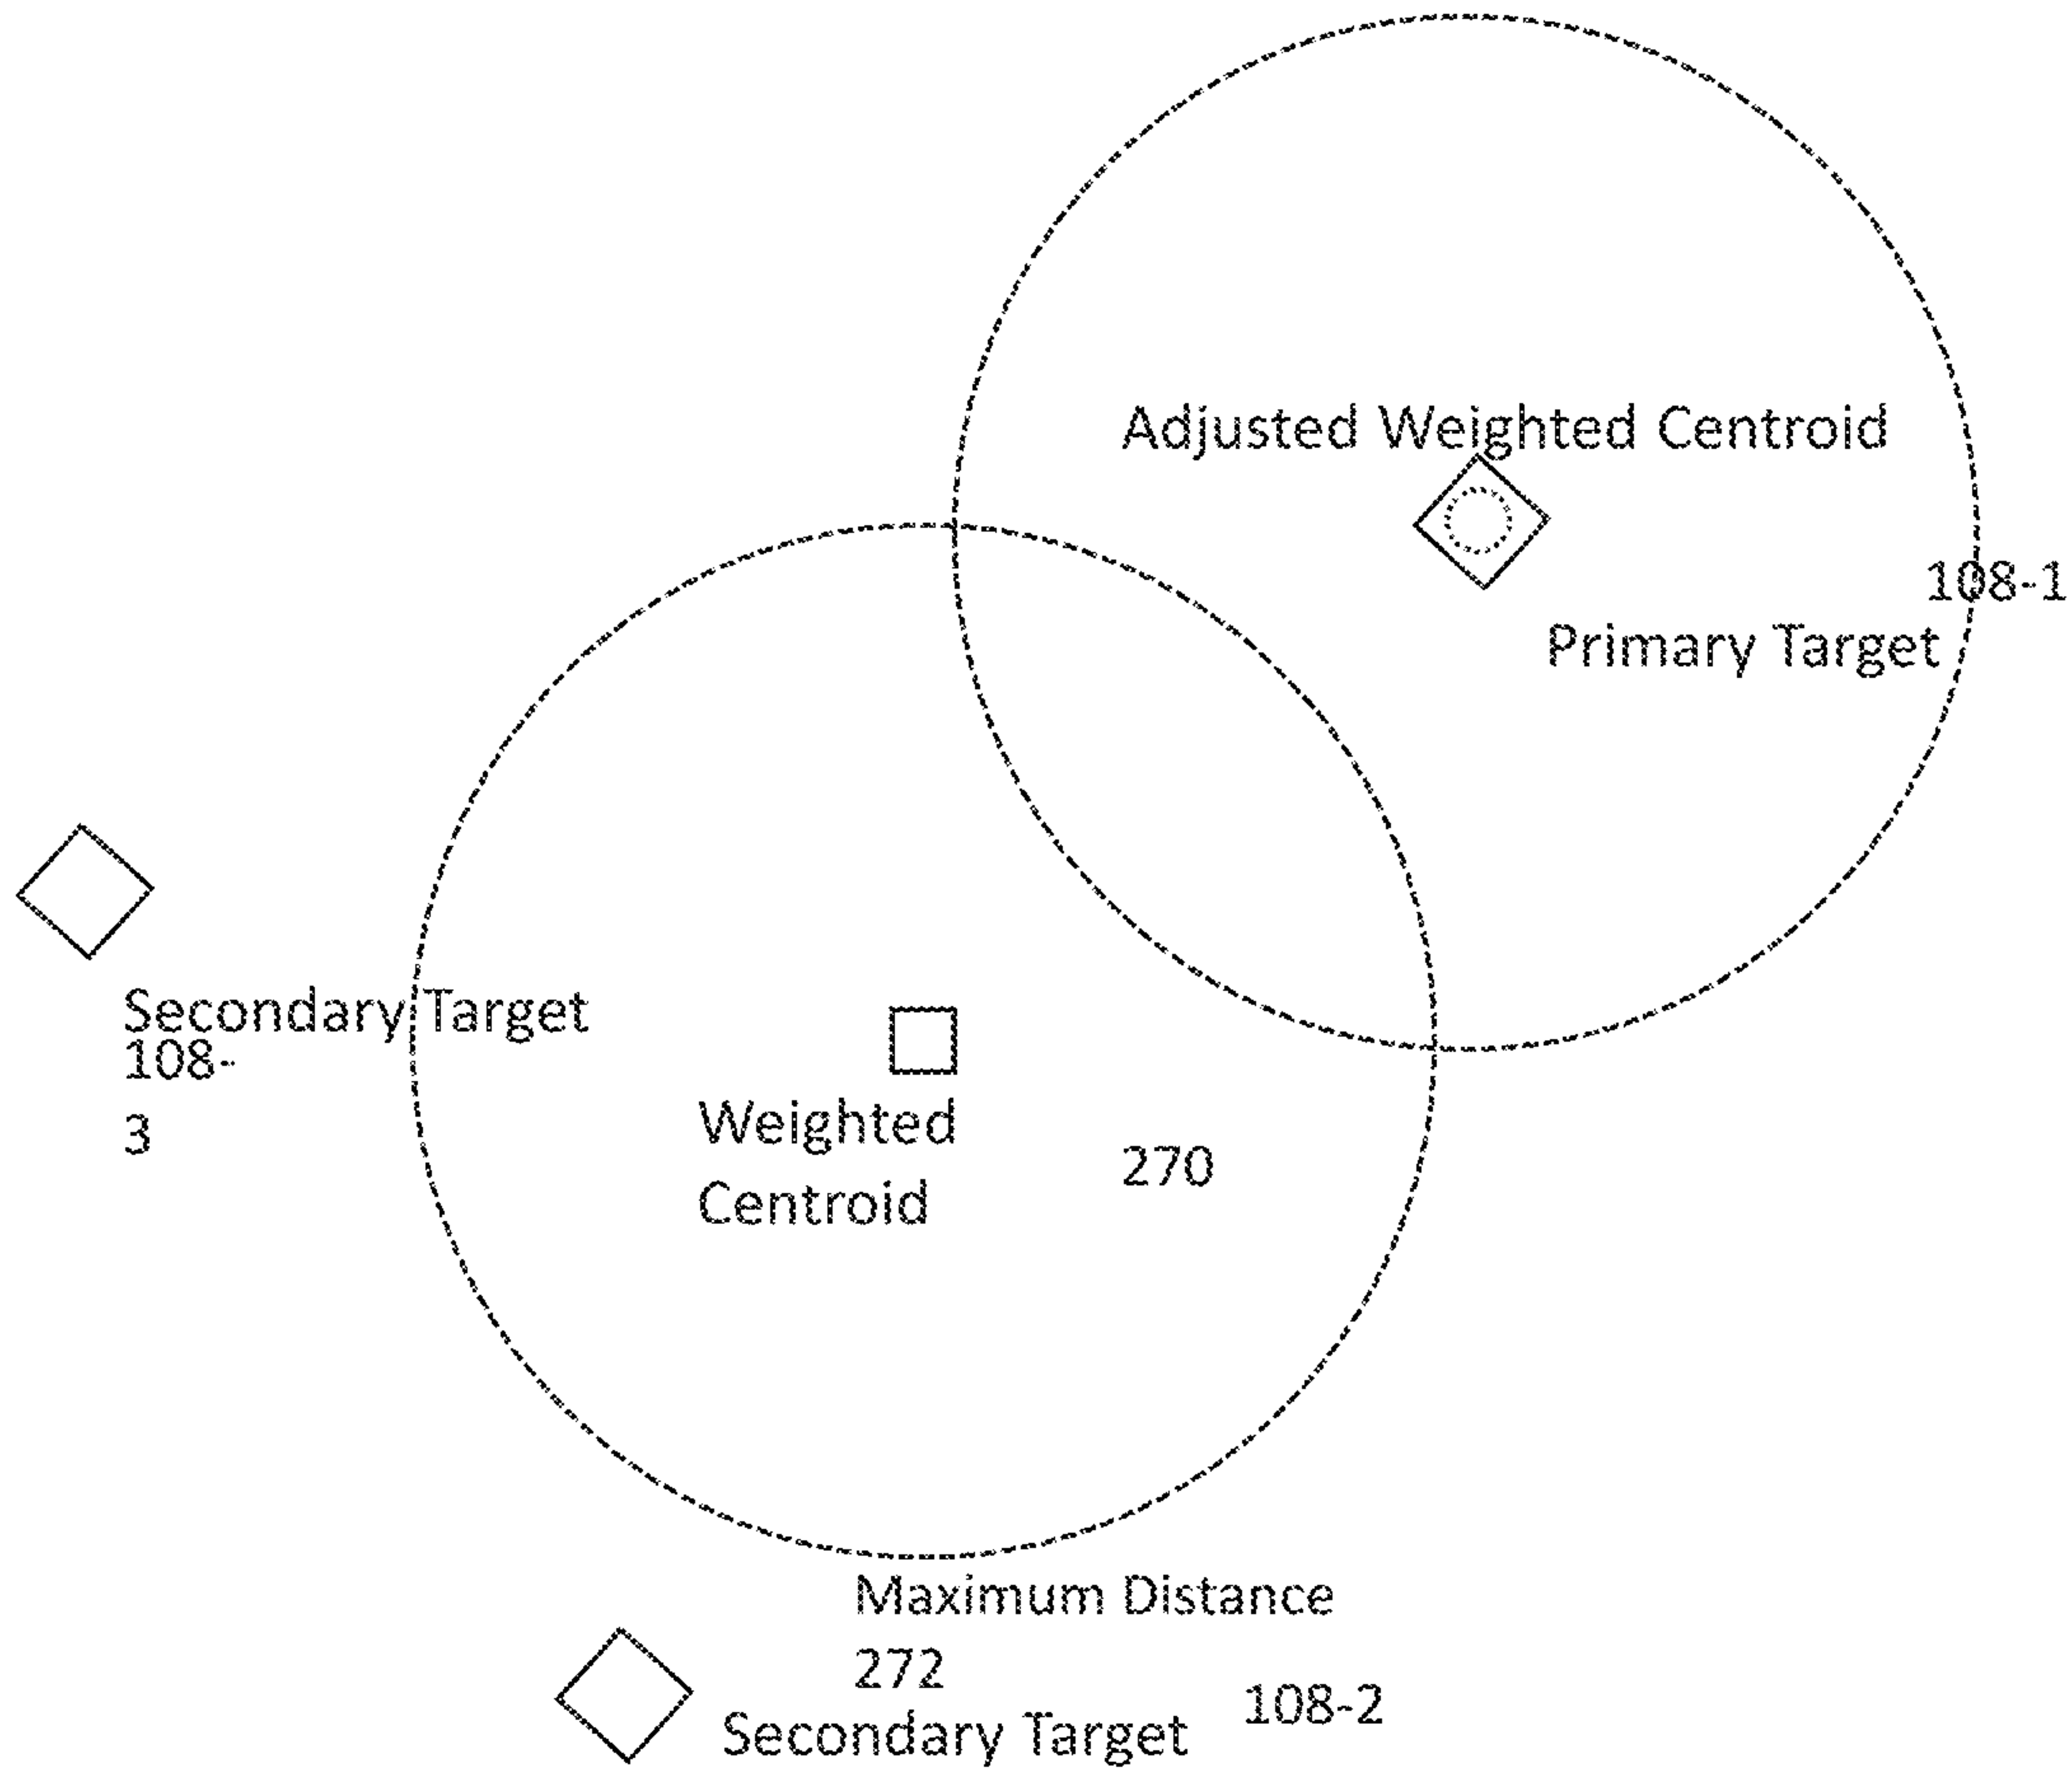 Adjusted Weighted Centroid
108-1
Primary Target
Secondary Target
108-
3
Weighted
Centroid
270
Maximum Distance
272
Secondary Target
108-2